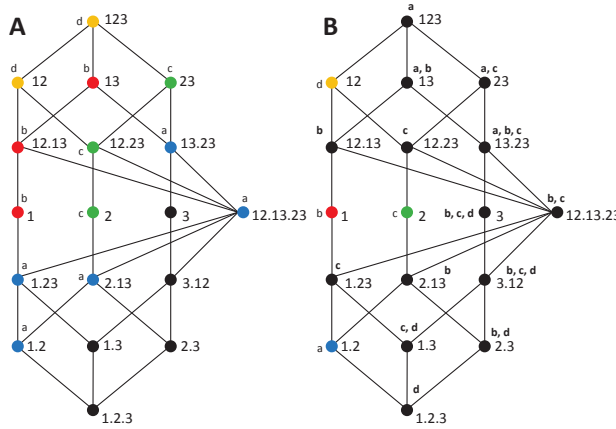 A
d 123
d 12
b 13
c 23
b 12.13
c 12.23
a 13.23
b 1
c 2
3
a 12.13.23
a 1.23
a 2.13
3.12
a 1.2
1.3
2.3
1.2.3
B
a 123
d 12
a, b 13
a, c 23
b 12.13
c 12.23
a, b, c 13.23
b 1
c 2
b, c, d 3
b, c 12.13.23
c 1.23
b 2.13
b, c, d 3.12
a 1.2
c, d 1.3
b, d 2.3
d 1.2.3